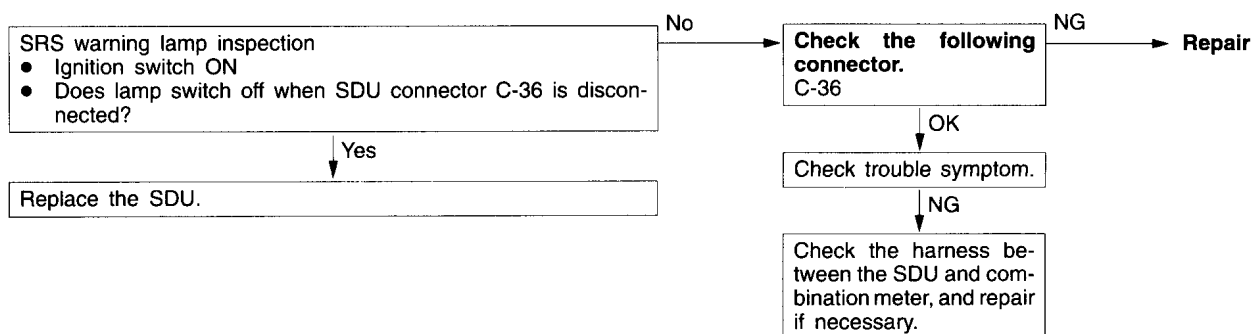 SRS warning lamp inspection
● Ignition switch ON
● Does lamp switch off when SDU connector C-36 is discon-
nected?
No
Check the following
connector.
C-36
NG
Repair
Yes
Replace the SDU.
OK
Check trouble symptom.
NG
Check the harness be-
tween the SDU and com-
bination meter, and repair
if necessary.